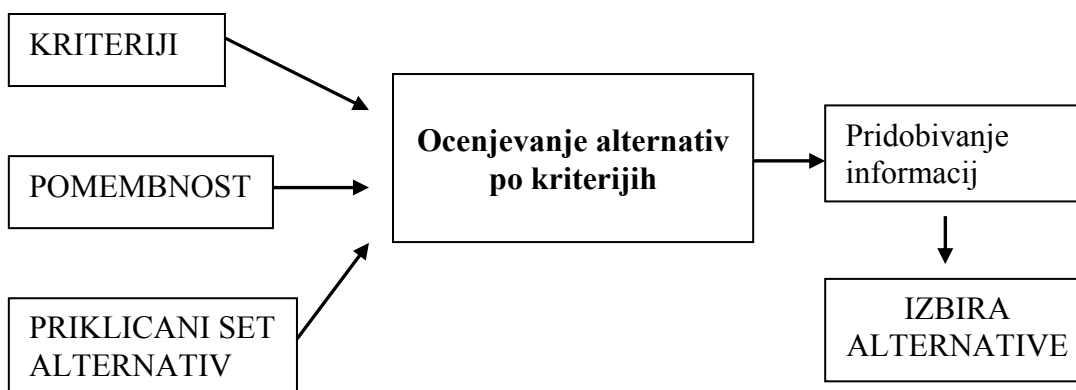 KRITERIJI
POMEMBNOST
PRIKLICANI SET
ALTERNATIV
Ocenjevanje alternativ
po kriterijih
Pridobivanje
informacij
IZBIRA
ALTERNATIVE